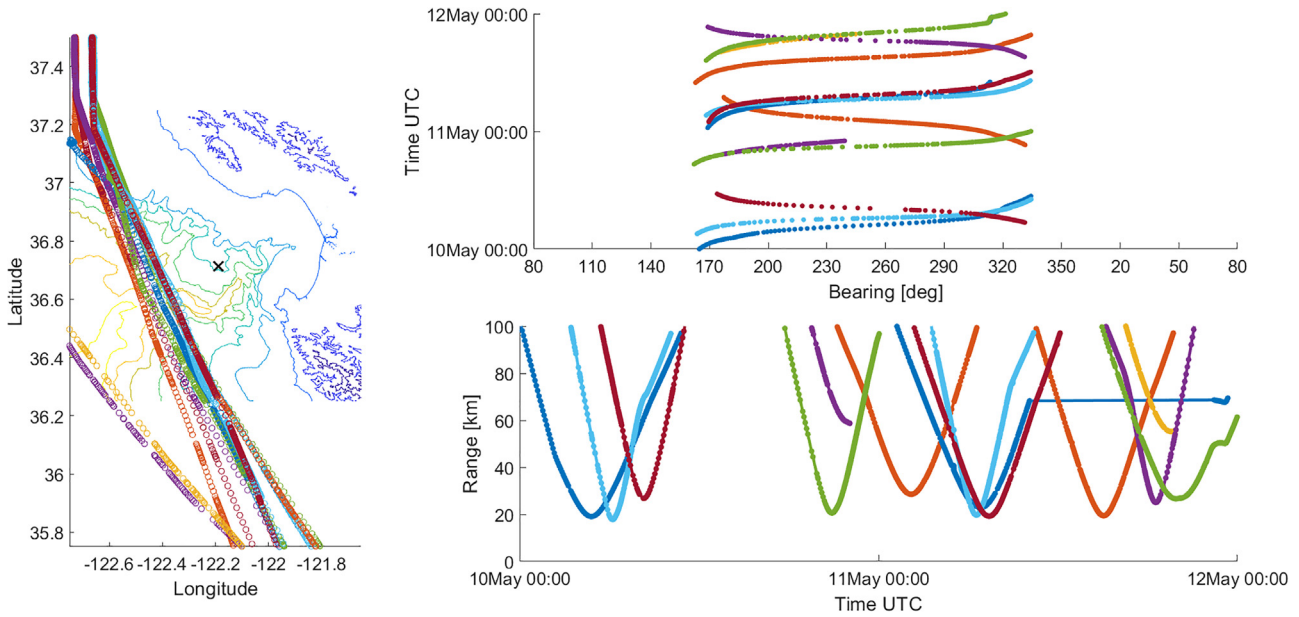 37.4
37.2
37
36.8
36.6
36.4
36.2
36
35.8
Latitude
-122.6 -122.4 -122.2 -122 -121.8
Longitude
12May 00:00
11May 00:00
10May 00:00
Time UTC
80 110 140 170 200 230 260 290 320 350 20 50 80
Bearing [deg]
100
80
60
40
20
0
Range [km]
10May 00:00 11May 00:00 12May 00:00
Time UTC